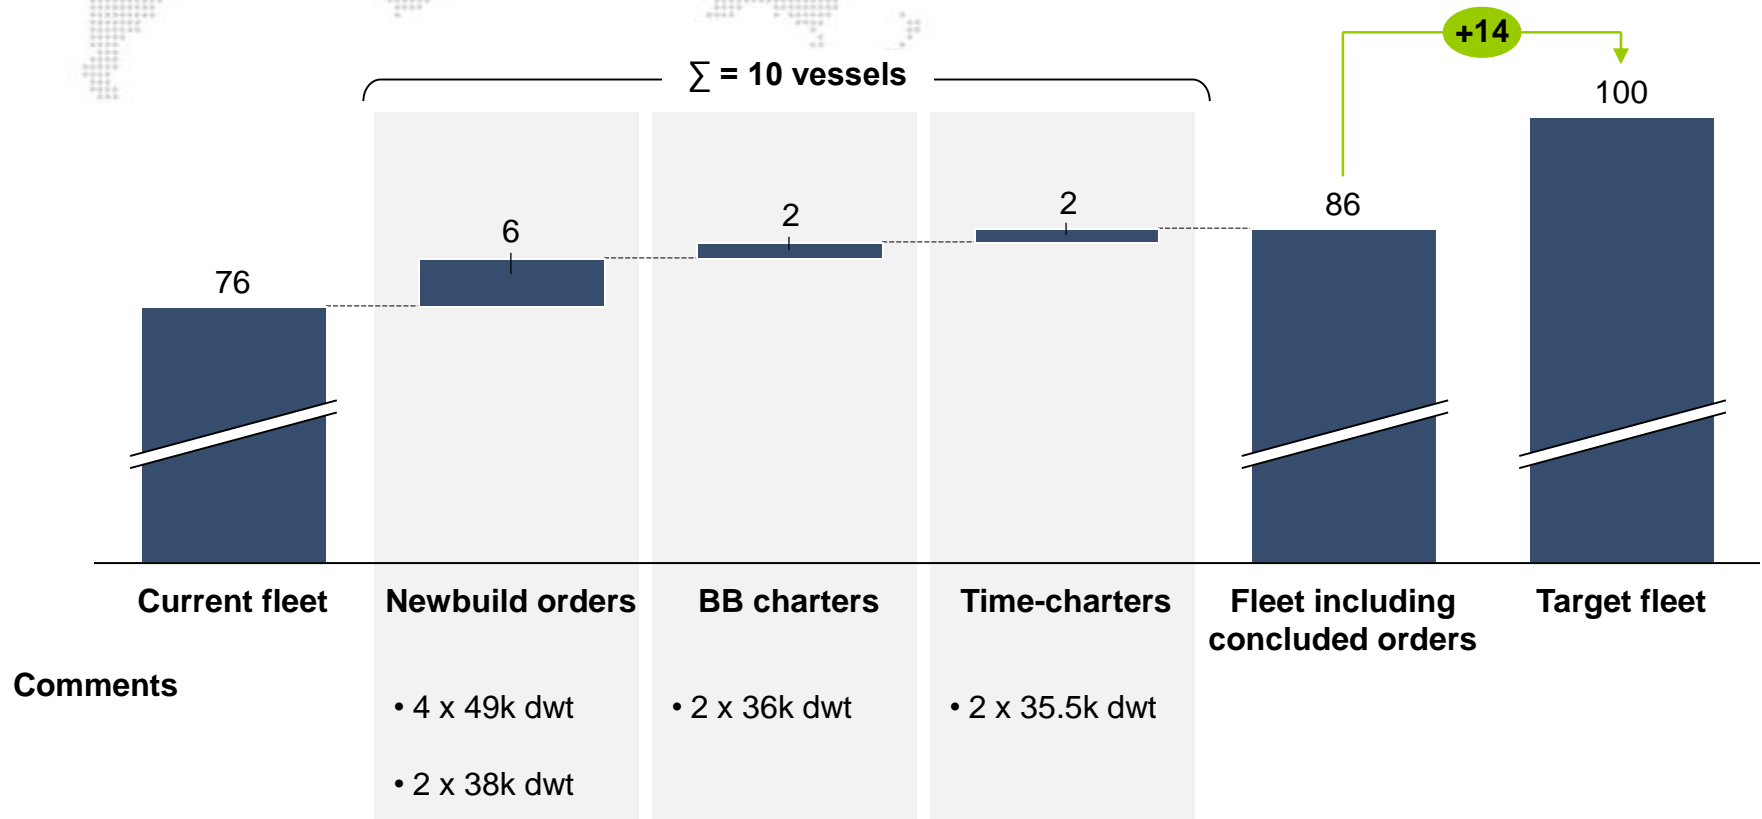 +14
∑ = 10 vessels
100
76
6
2
2
86
Current fleet
Newbuild orders
BB charters
Time-charters
Fleet including
concluded orders
Target fleet
Comments
• 4 x 49k dwt
• 2 x 36k dwt
• 2 x 35.5k dwt
• 2 x 38k dwt